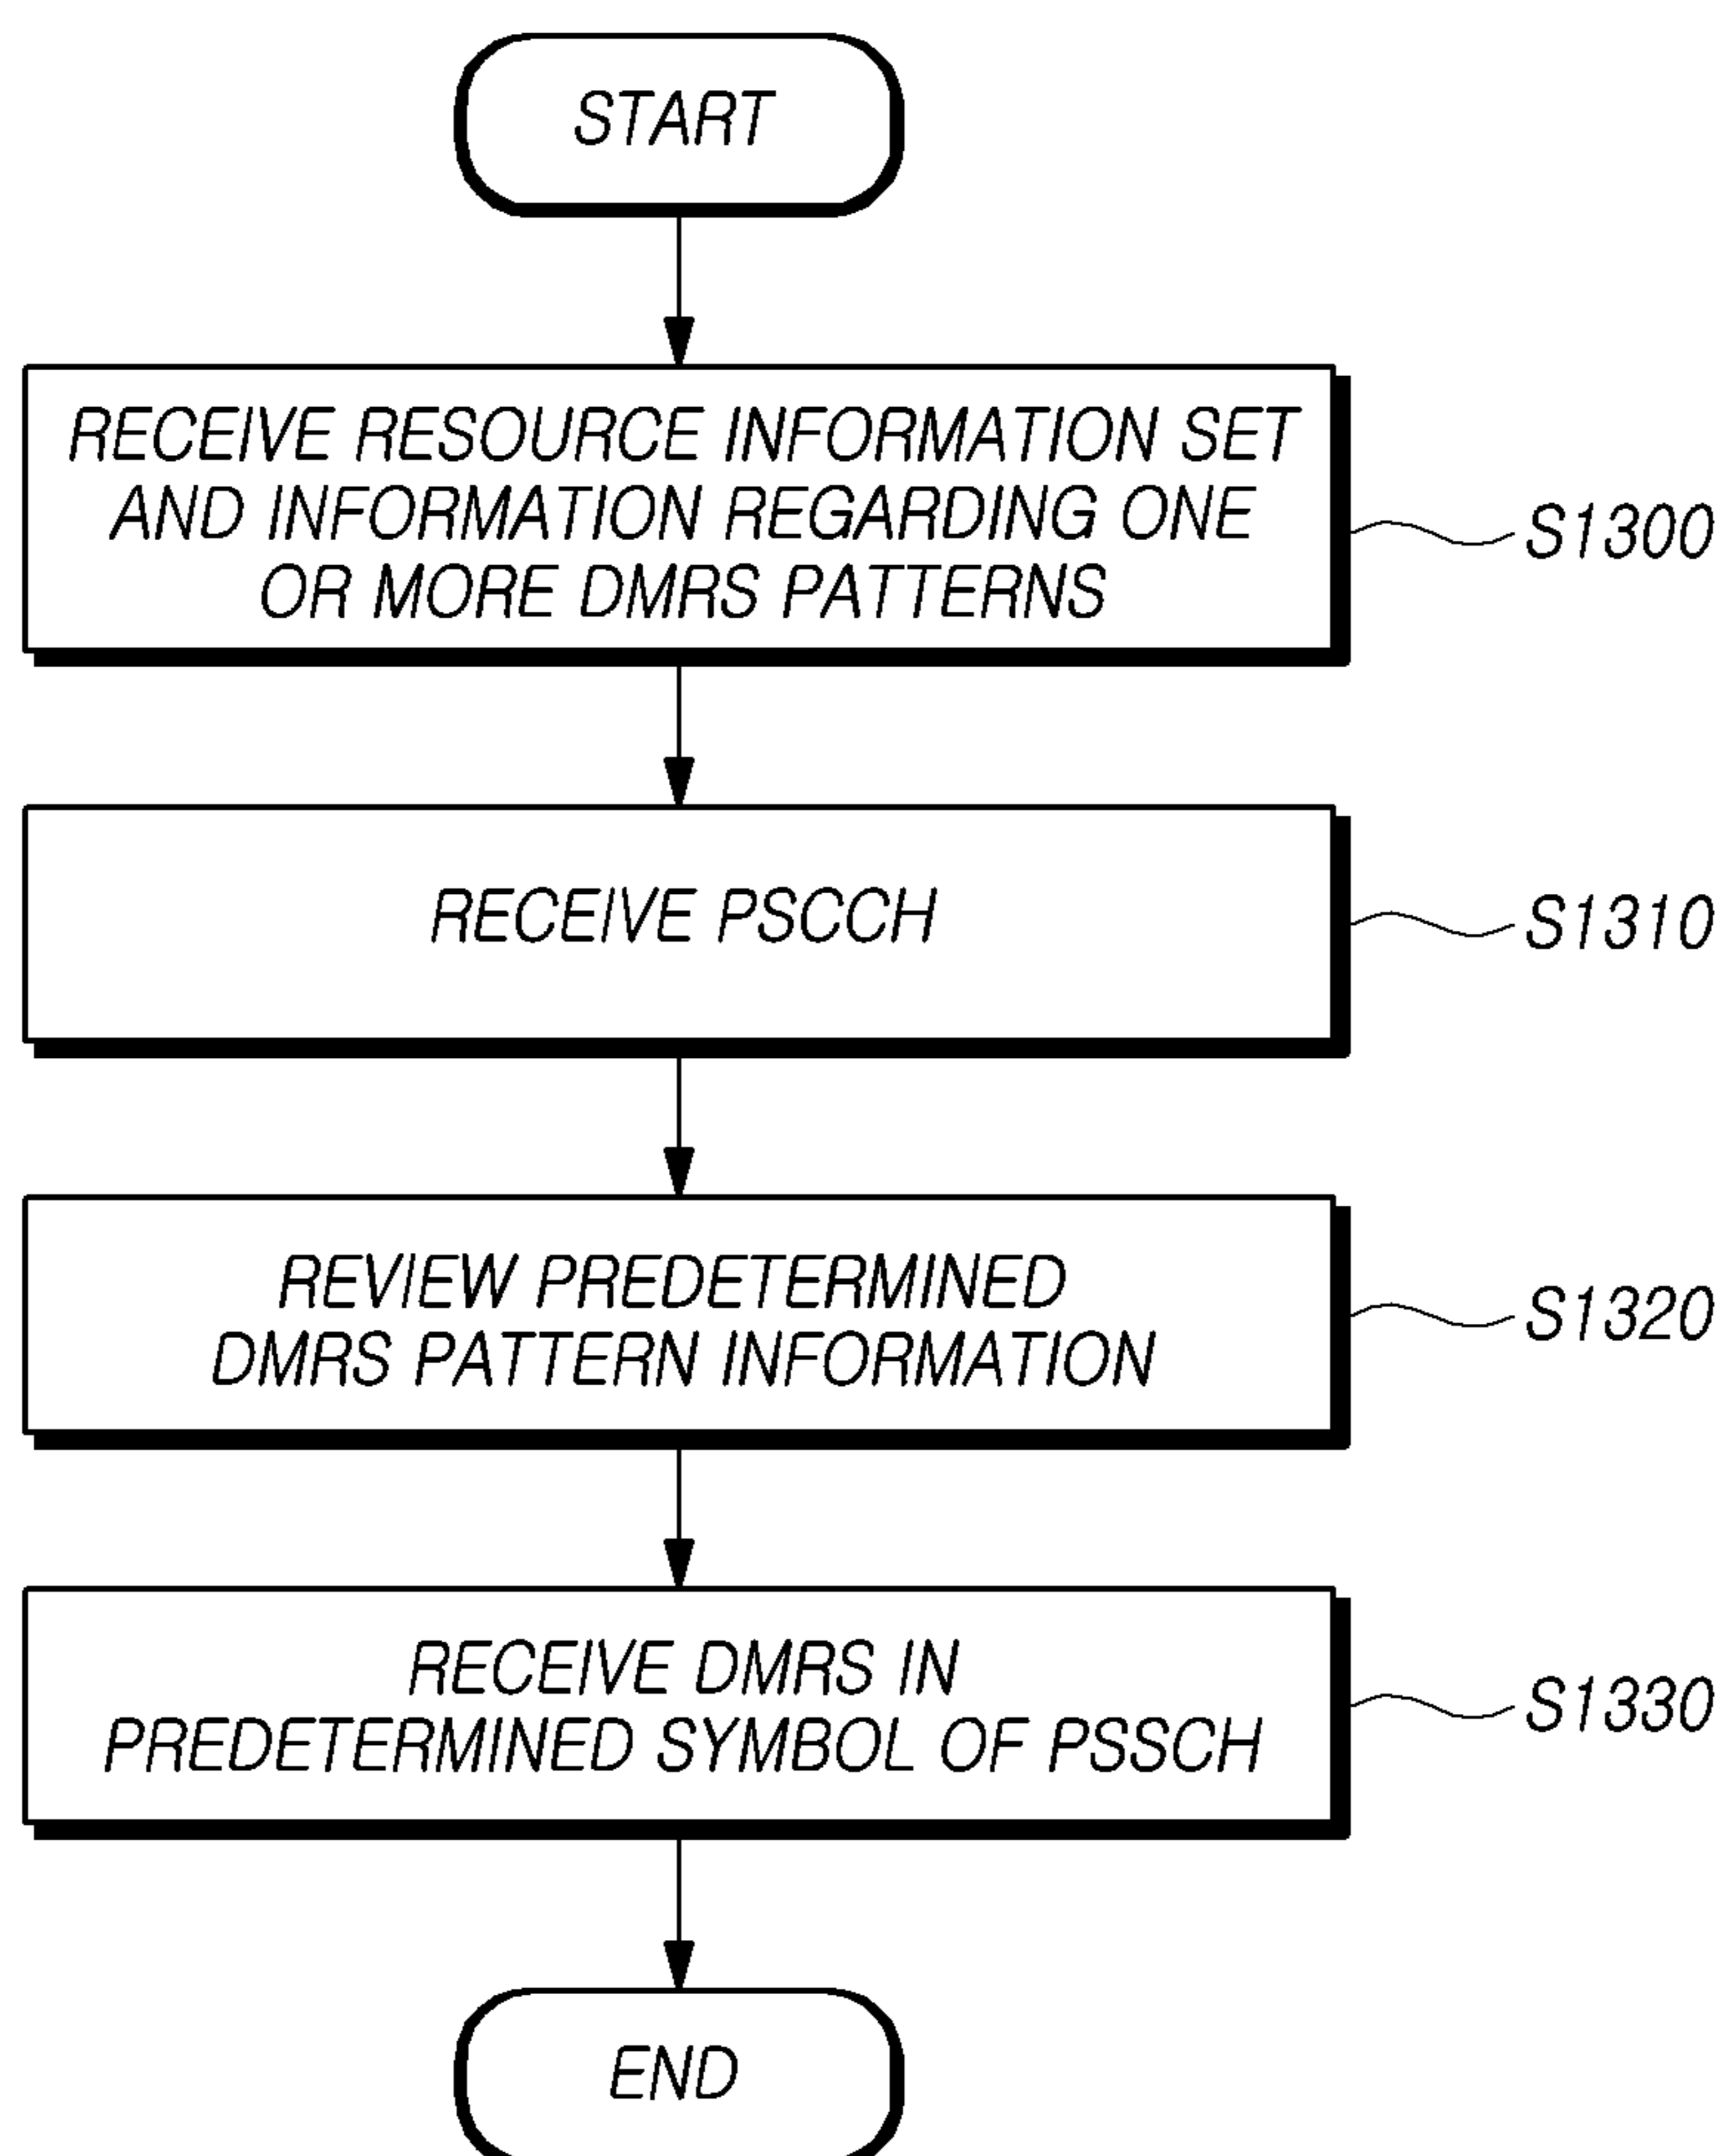 START
RECEIVE RESOURCE INFORMATION SET
AND INFORMATION REGARDING ONE
OR MORE DMRS PATTERNS
S1300
RECEIVE PSCCH
S1310
REVIEW PREDETERMINED
DMRS PATTERN INFORMATION
S1320
RECEIVE DMRS IN
PREDETERMINED SYMBOL OF PSSCH
S1330
END